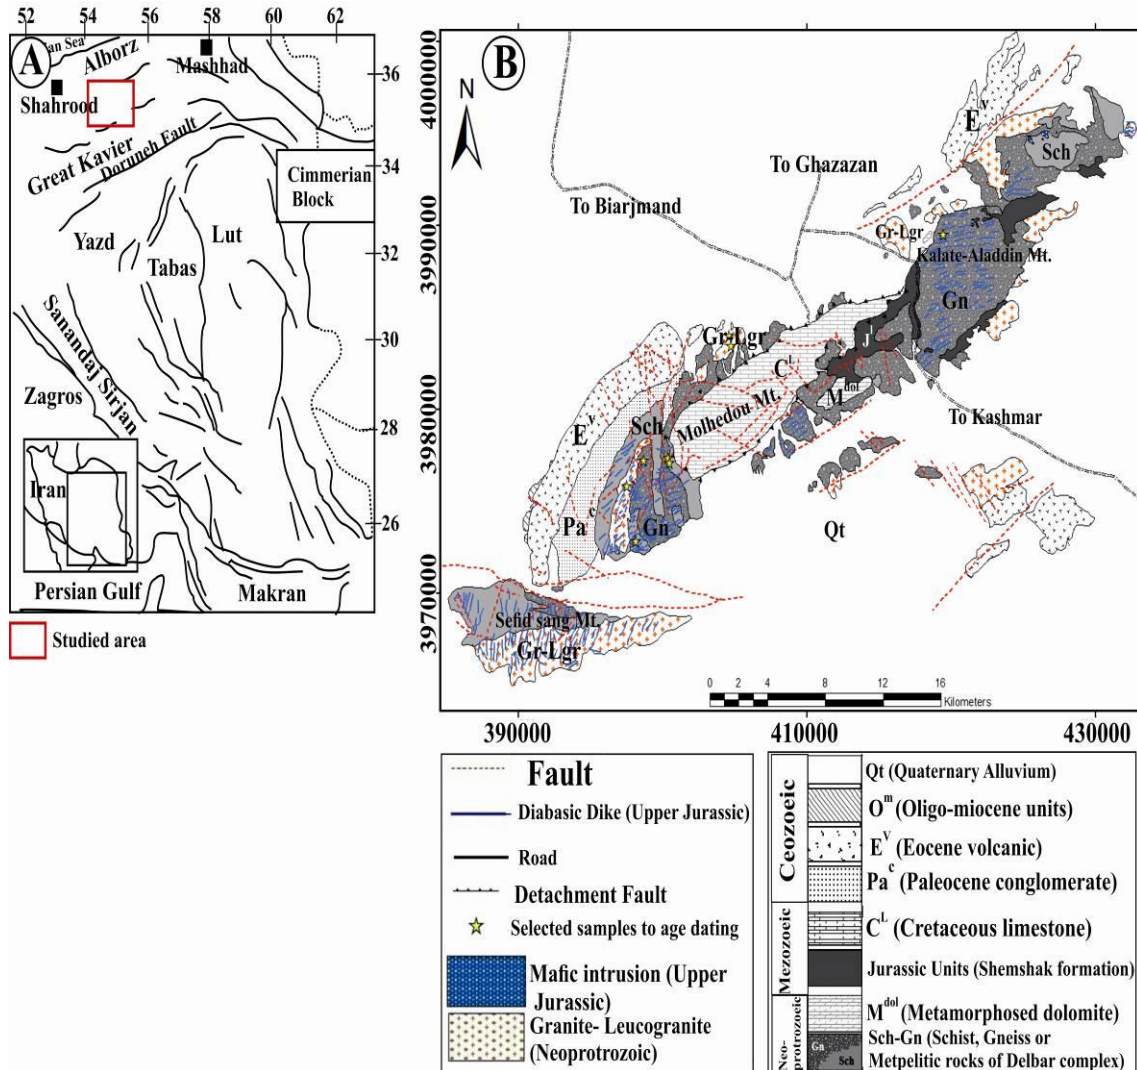 52 54 56 58 60 62
A
an Sea
Alborz
Mashhad
36
Shahrood
Great Kavier
Doruneh Fault
34
Cimmerian
Block
Yazd
Lut
32
Tabas
30
Sanandaj Sirjan
Zagros
28
Iran
26
Persian Gulf
Makran
Studied area
B
N
4000000
3990000
3980000
3970000
E^v
Sch
To Ghazazan
To Biarjmand
Gr-Lgr
Kalate-Aladdin Mt.
Gn
Gr-Lgr
J
C^L
M^dol
Molhedou Mt.
To Kashmar
E^v
Sch
Pa^c
Gn
Qt
Sefid sang Mt.
Gr-Lgr
0 2 4 8 12 16
Kilometers
390000 410000 430000
Fault
Diabasic Dike (Upper Jurassic)
Road
Detachment Fault
Selected samples to age dating
Mafic intrusion (Upper
Jurassic)
Granite- Leucogranite
(Neoprotrozoic)
Ceozoeic
Qt (Quaternary Alluvium)
O^m (Oligo-miocene units)
E^V (Eocene volcanic)
Pa^c (Paleocene conglomerate)
Mezozoeic
C^L (Cretaceous limestone)
Jurassic Units (Shemshak formation)
Neo-
protrozoeic
M^dol (Metamorphosed dolomite)
Gn
Sch
Sch-Gn (Schist, Gneiss or
Metpelitic rocks of Delbar complex)